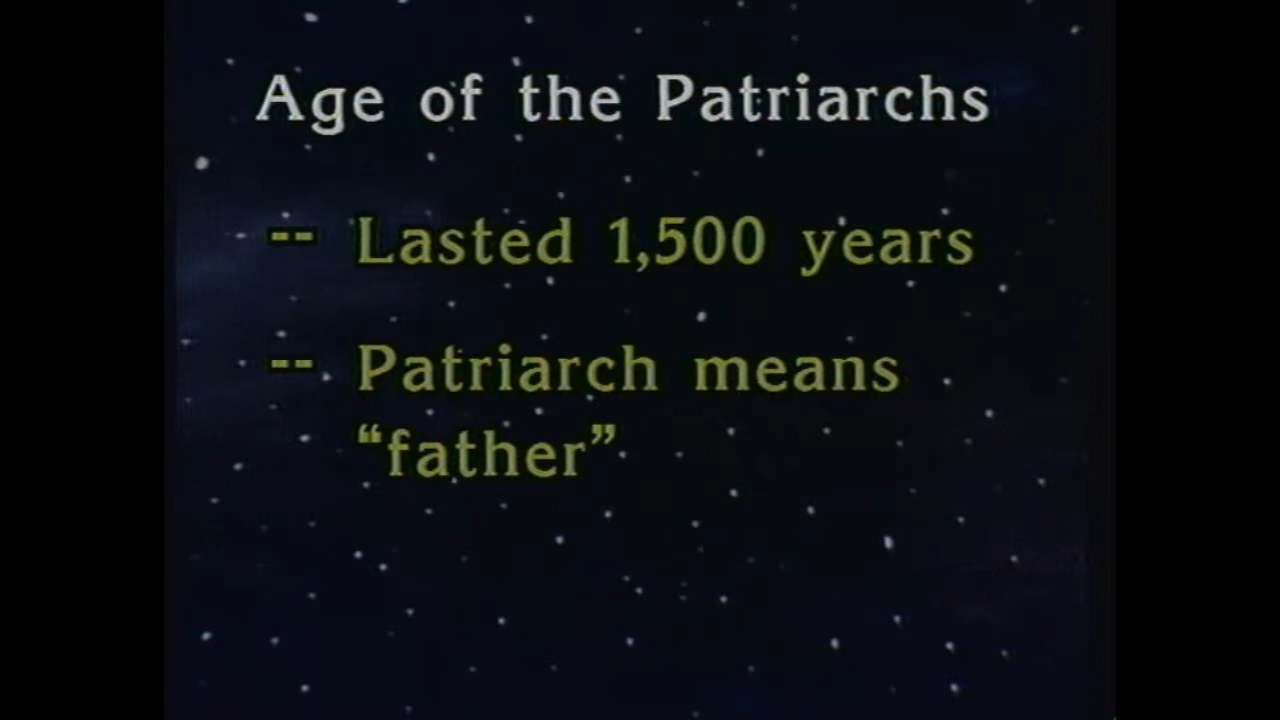 Age of the Patriarchs
-- Lasted 1,500 years
-- Patriarch means
“father”